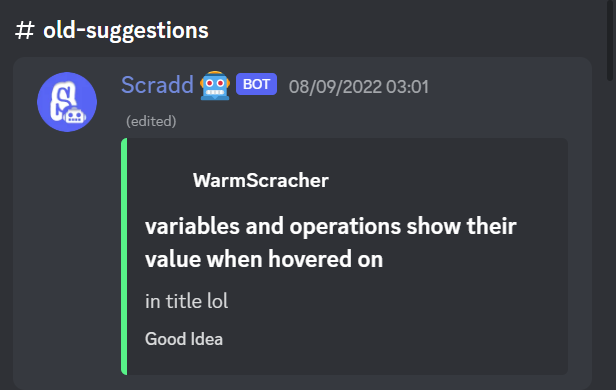 # old-suggestions
Scradd BOT 08/09/2022 03:01
(edited)
WarmScracher
variables and operations show their
value when hovered on
in title lol
Good Idea